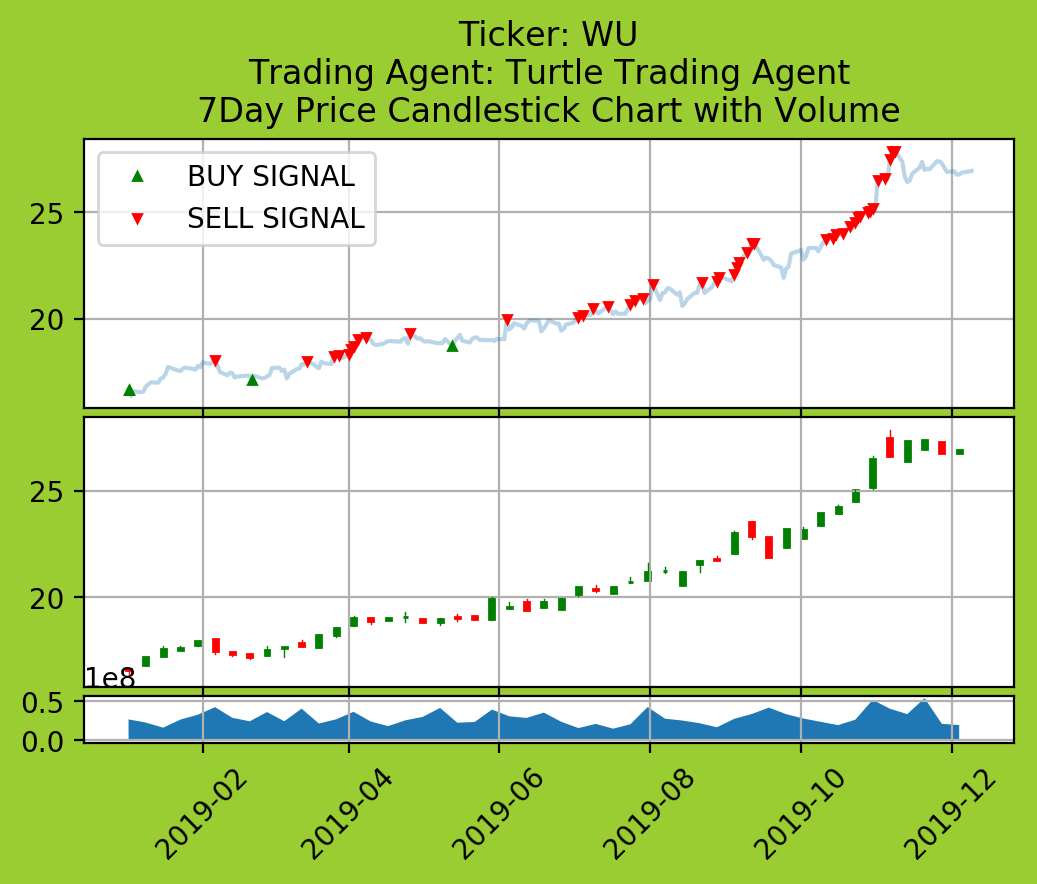 Ticker: WU
Trading Agent: Turtle Trading Agent
7Day Price Candlestick Chart with Volume
BUY SIGNAL
SELL SIGNAL
25
20
25
20
1e8
0.5
0.0
2019-02
2019-04
2019-06
2019-08
2019-10
2019-12